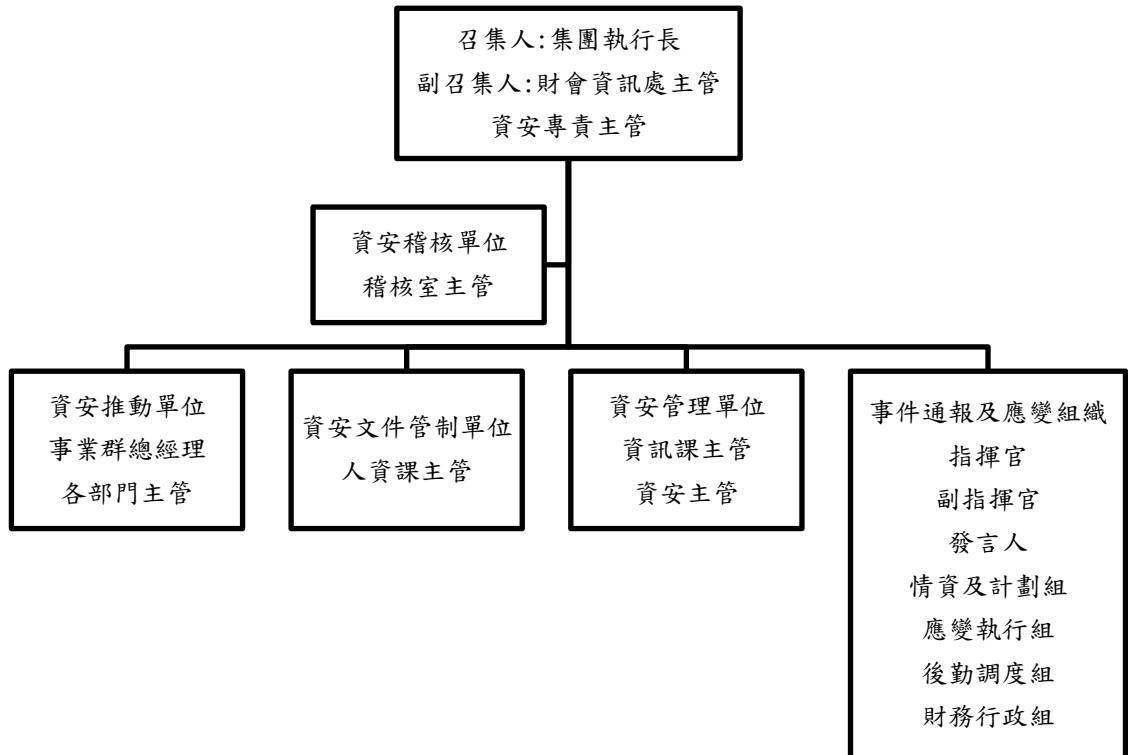 召集人:集團執行長
副召集人:財會資訊處主管
資安專責主管
資安稽核單位
稽核室主管
資安推動單位
事業群總經理
各部門主管
資安文件管制單位
人資課主管
資安管理單位
資訊課主管
資安主管
事件通報及應變組織
指揮官
副指揮官
發言人
情資及計劃組
應變執行組
後勤調度組
財務行政組